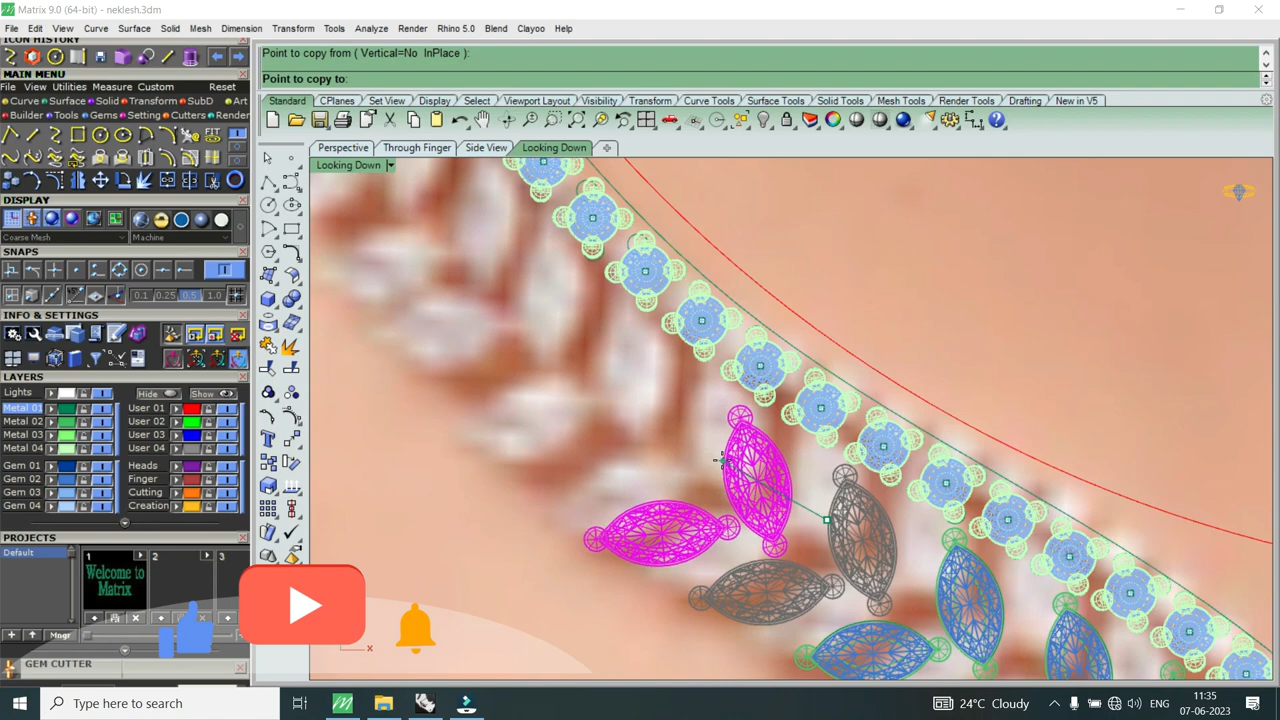 Matrix 9.0 (64-bit) - neklesh.3dm
File Edit View Curve Surface Solid Mesh Dimension Transform Tools Analyze Render Rhino 5.0 Blend Clayoo Help
ICON HISTORY
Point to copy from ( Vertical=No InPlace ):
Point to copy to:
MAIN MENU
File View Utilities Measure Custom Reset
Curve Surface Solid Transform SubD Art
Builder Tools Gems Setting Cutters Render
Standard CPlanes Set View Display Select Viewport Layout Visibility Transform Curve Tools Surface Tools Solid Tools Mesh Tools Render Tools Drafting New in V5
FIT
Perspective Through Finger Side View Looking Down
Looking Down
DISPLAY
Coarse Mesh Machine
SNAPS
0.1 0.25 0.5 1.0
INFO & SETTINGS
LAYERS
Lights Hide Show
Metal 01 User 01
Metal 02 User 02
Metal 03 User 03
Metal 04 User 04
Gem 01 Heads
Gem 02 Finger
Gem 03 Cutting
Gem 04 Creation
PROJECTS
Default 1 2 3
Welcome to
Matrix
Mngr
x
GEM CUTTER
Type here to search
24°C Cloudy
ENG
11:35
07-06-2023